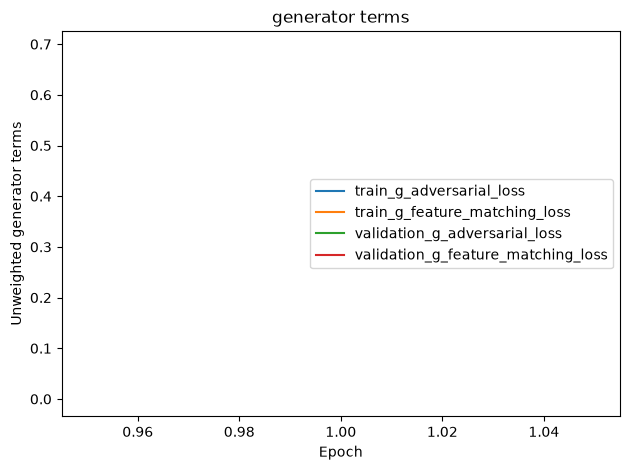 generator terms
Unweighted generator terms
0.7
0.6
0.5
0.4
0.3
0.2
0.1
0.0
train_g_adversarial_loss
train_g_feature_matching_loss
validation_g_adversarial_loss
validation_g_feature_matching_loss
0.96 0.98 1.00 1.02 1.04
Epoch